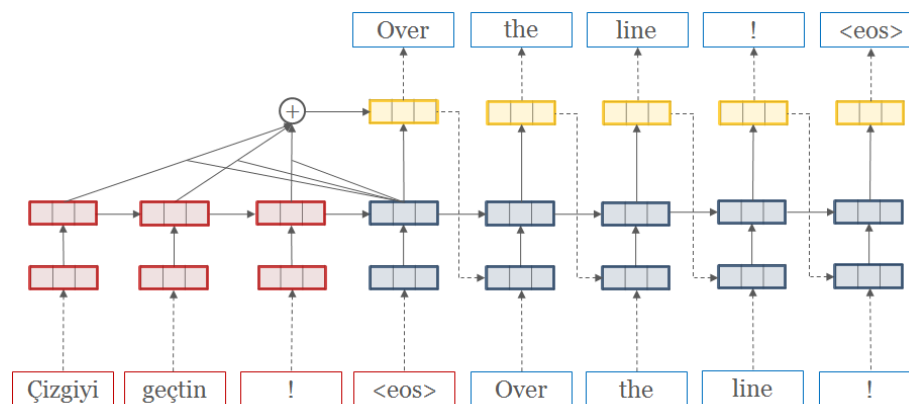 Over the line ! <eos>
+
Çizgiyi geçtin ! <eos> Over the line !